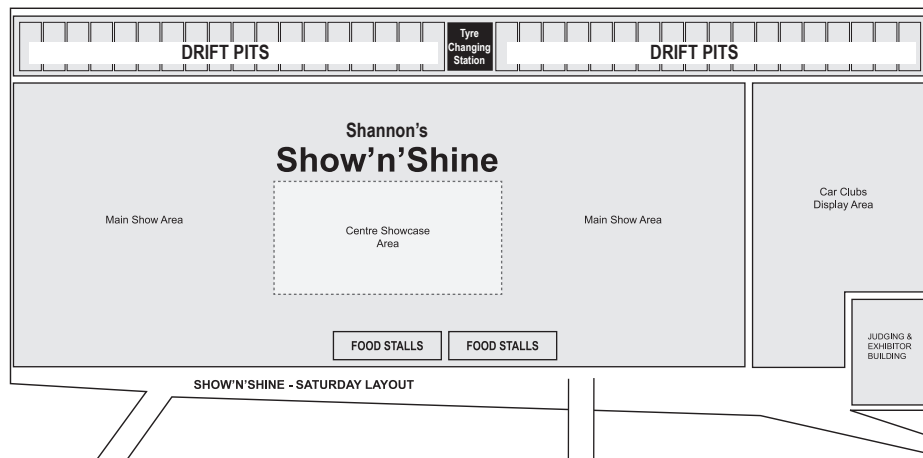 DRIFT PITS
Tyre
Changing
Station
DRIFT PITS
Shannon's
Show'n'Shine
Main Show Area
Centre Showcase
Area
Main Show Area
Car Clubs
Display Area
FOOD STALLS
FOOD STALLS
JUDGING &
EXHIBITOR
BUILDING
SHOW'N'SHINE - SATURDAY LAYOUT